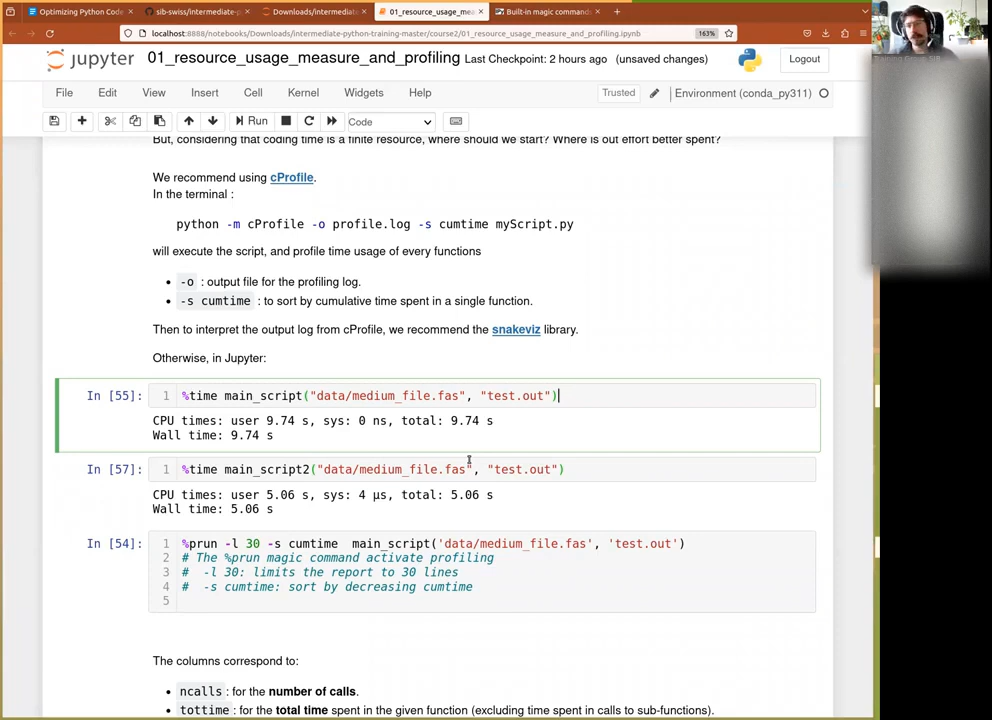 Optimizing Python Code
sib-swiss/intermediate-p
Downloads/intermediate
01_resource_usage_mea
Built-in magic command
localhost:8888/notebooks/Downloads/intermediate-python-training-master/course2/01_resource_usage_measure_and_profiling.ipynb
163%
jupyter 01_resource_usage_measure_and_profiling Last Checkpoint: 2 hours ago (unsaved changes)
Logout
File Edit View Insert Cell Kernel Widgets Help
Trusted
Environment (conda_py311)
Run
Code
But, considering that coding time is a finite resource, where should we start? Where is out effort better spent?
We recommend using cProfile.
In the terminal :
python -m cProfile -o profile.log -s cumtime myScript.py
will execute the script, and profile time usage of every functions
• -o : output file for the profiling log.
• -s cumtime : to sort by cumulative time spent in a single function.
Then to interpret the output log from cProfile, we recommend the snakeviz library.
Otherwise, in Jupyter:
In [55]: 1 %time main_script("data/medium_file.fas", "test.out")
CPU times: user 9.74 s, sys: 0 ns, total: 9.74 s
Wall time: 9.74 s
In [57]: 1 %time main_script2("data/medium_file.fas", "test.out")
CPU times: user 5.06 s, sys: 4 µs, total: 5.06 s
Wall time: 5.06 s
In [54]: 1 %prun -l 30 -s cumtime  main_script('data/medium_file.fas', 'test.out')
2 # The %prun magic command activate profiling
3 #  -l 30: limits the report to 30 lines
4 #  -s cumtime: sort by decreasing cumtime
5
The columns correspond to:
• ncalls : for the number of calls.
• tottime : for the total time spent in the given function (excluding time spent in calls to sub-functions).